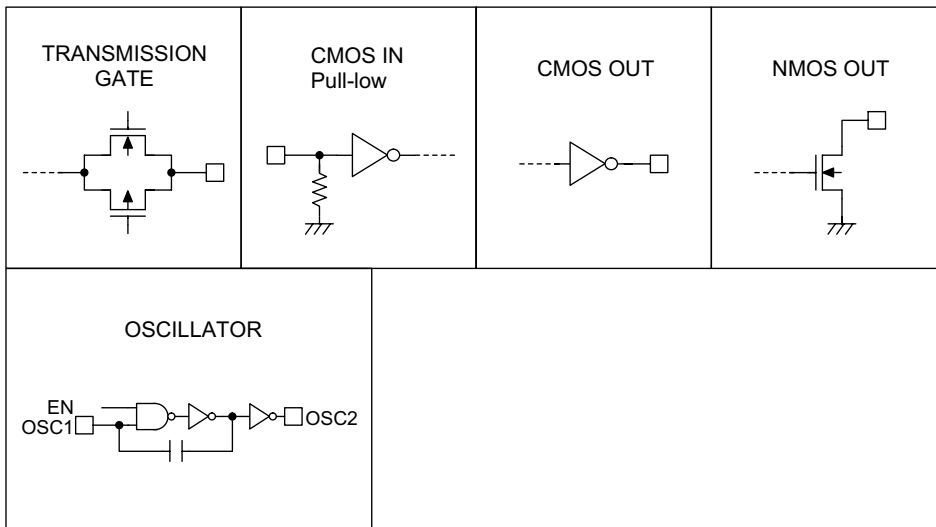 TRANSMISSION
GATE
CMOS IN
Pull-low
CMOS OUT
NMOS OUT
OSCILLATOR
EN
OSC1
OSC2